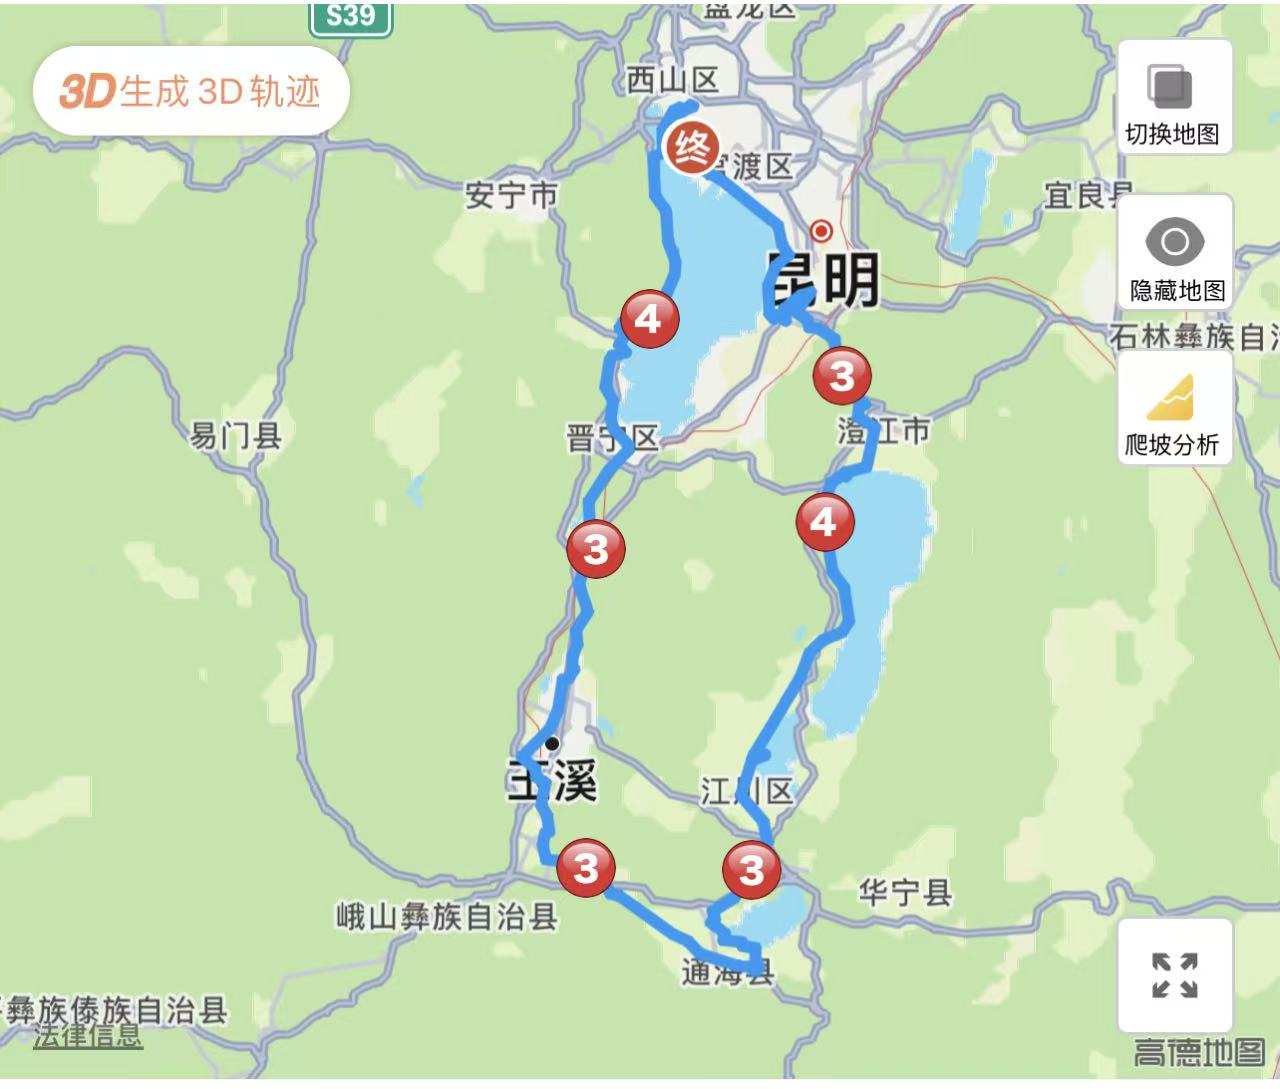 S39
盘龙区
3D生成 3D 轨迹
西山区
切换地图
终
官渡区
安宁市
宜良县
昆明
隐藏地图
4
石林彝族自治
3
易门县
晋宁区
澄江市
爬坡分析
4
3
玉溪
江川区
3
3
华宁县
峨山彝族自治县
通海县
彝族傣族自治县
法律信息
高德地图